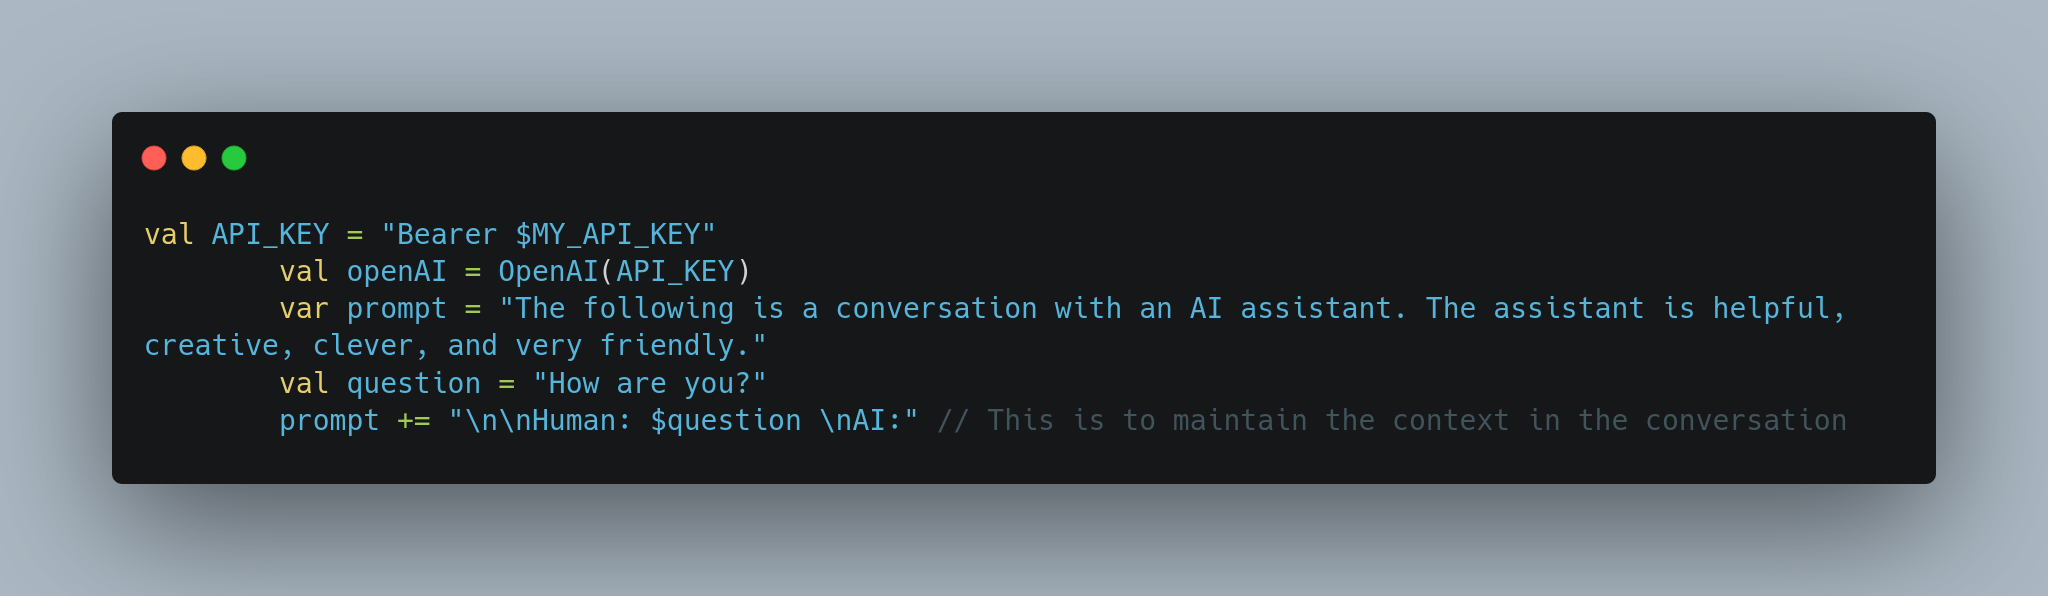 val API_KEY = "Bearer $MY_API_KEY"
        val openAI = OpenAI(API_KEY)
        var prompt = "The following is a conversation with an AI assistant. The assistant is helpful,
creative, clever, and very friendly."
        val question = "How are you?"
        prompt += "\n\nHuman: $question \nAI:" // This is to maintain the context in the conversation